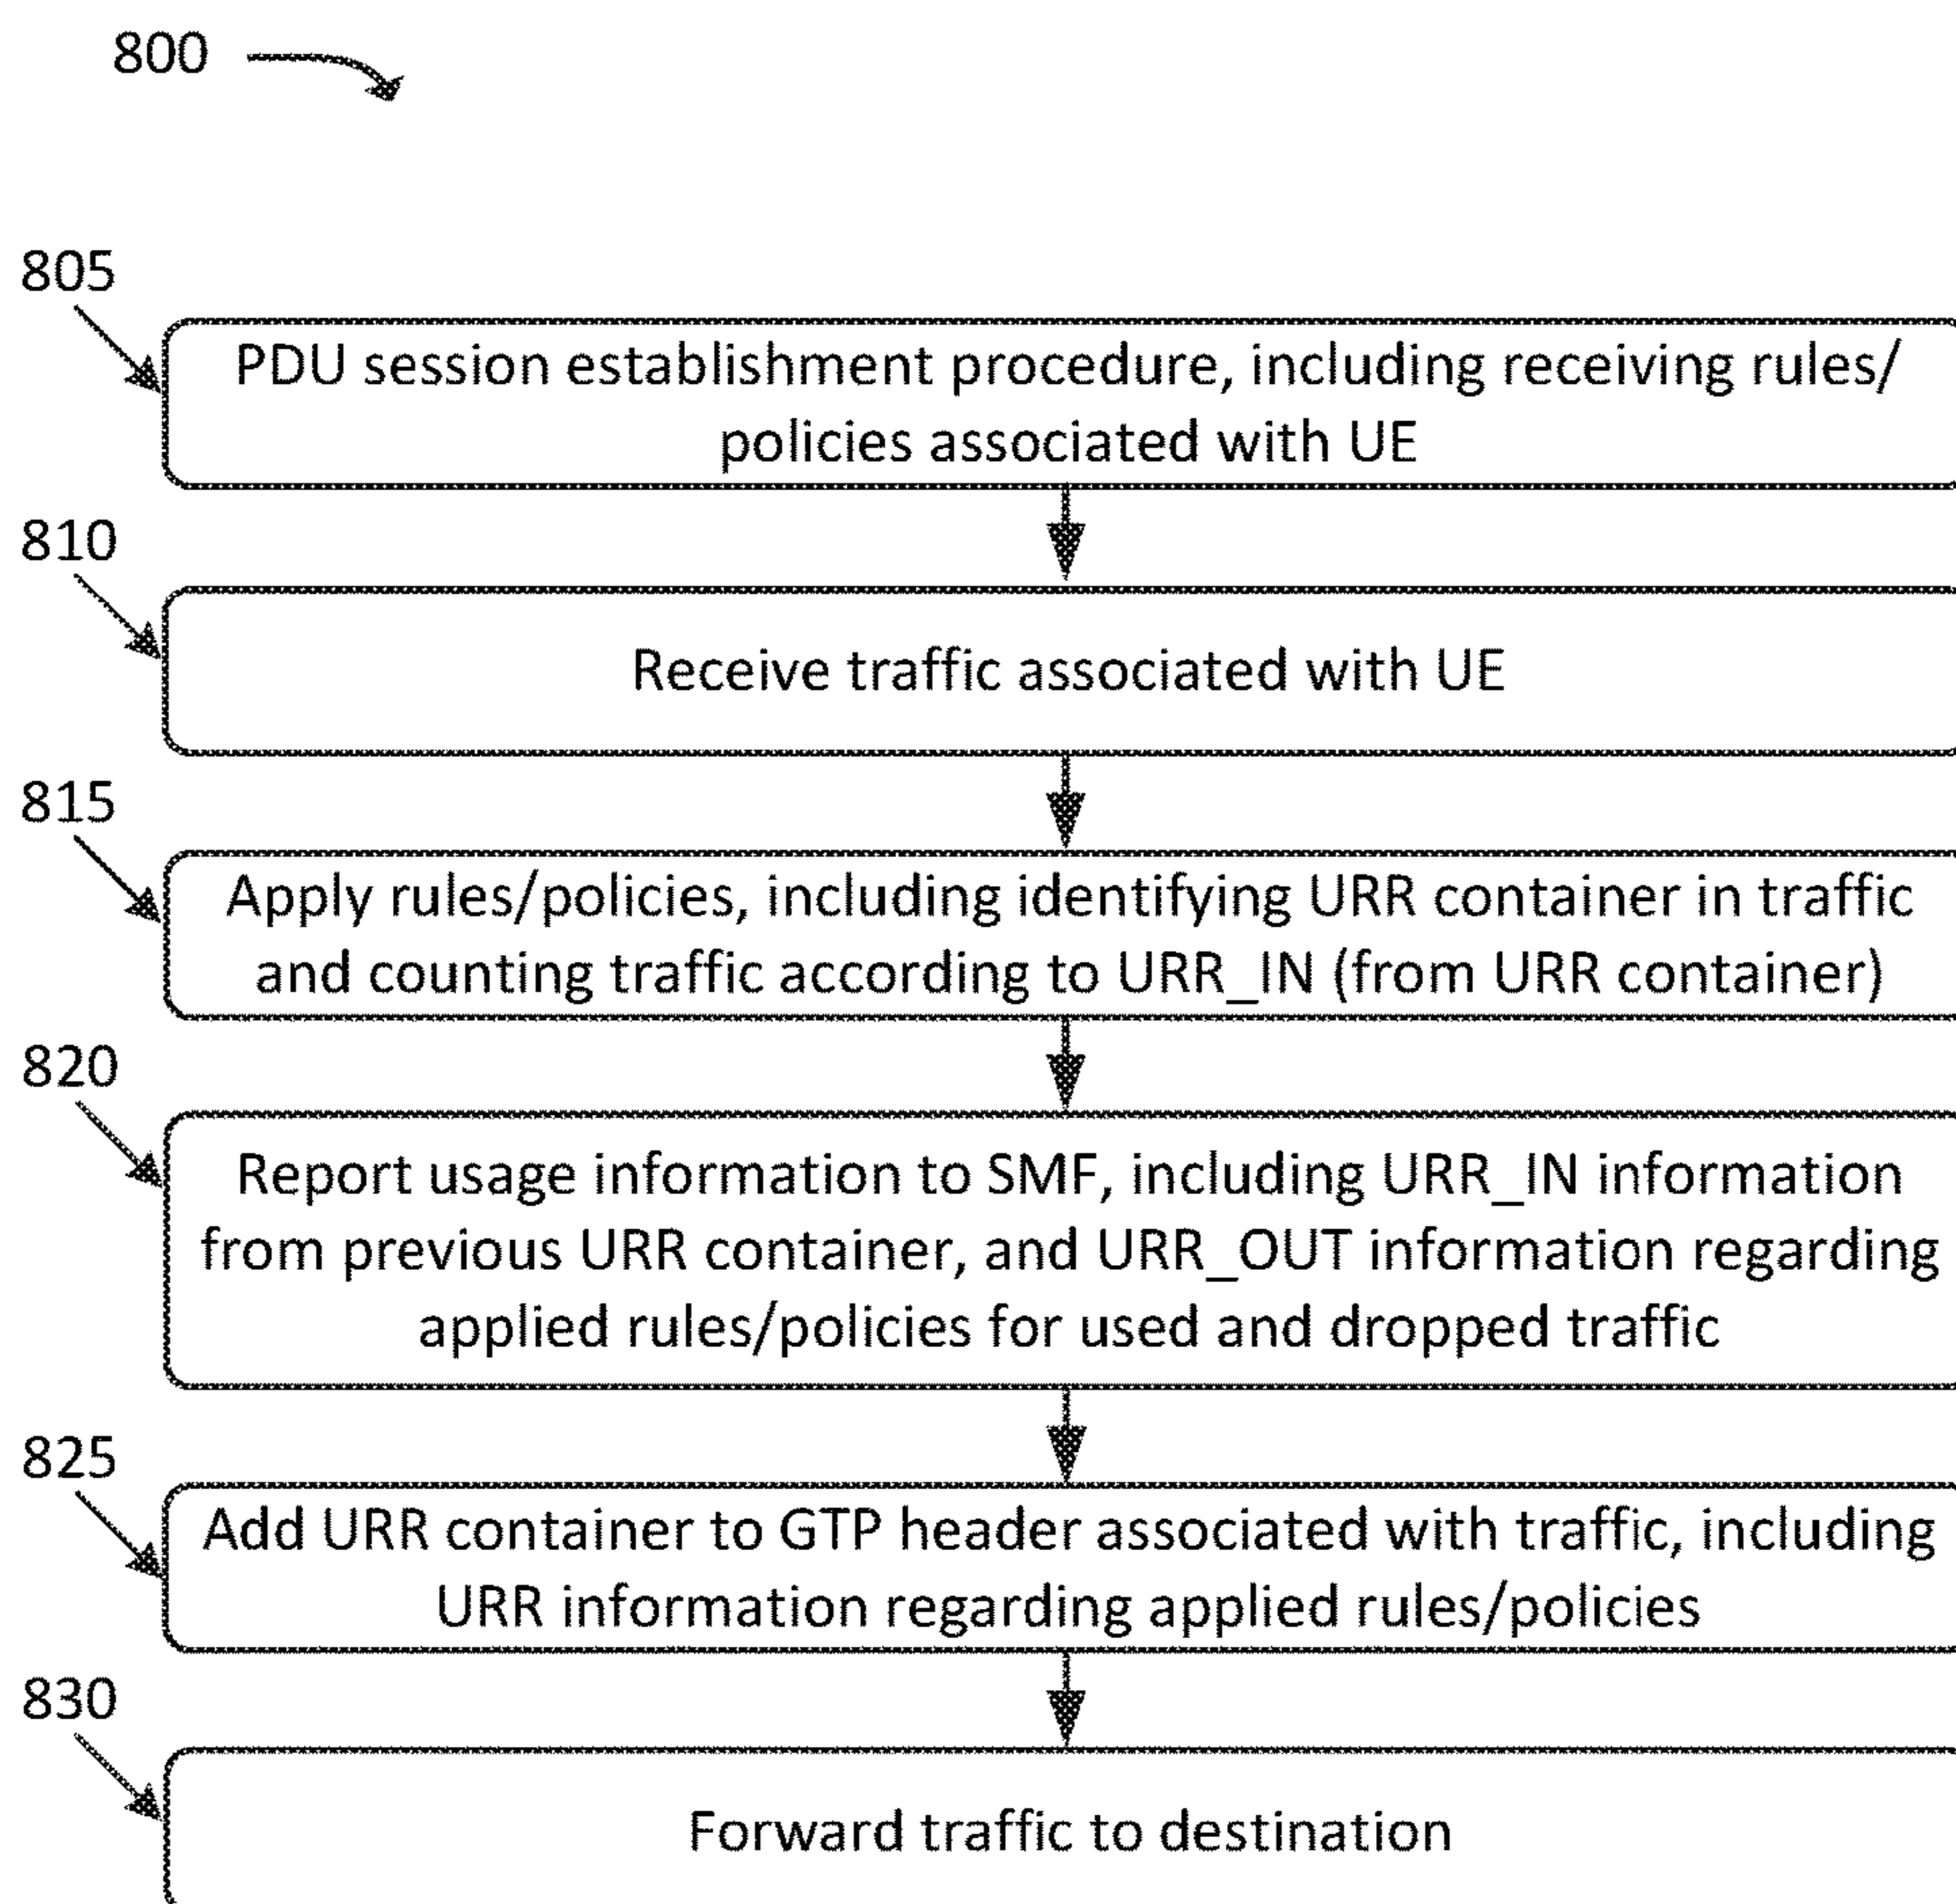 800
805
PDU session establishment procedure, including receiving rules/
policies associated with UE
810
Receive traffic associated with UE
815
Apply rules/policies, including identifying URR container in traffic
and counting traffic according to URR_IN (from URR container)
820
Report usage information to SMF, including URR_IN information
from previous URR container, and URR_OUT information regarding
applied rules/policies for used and dropped traffic
825
Add URR container to GTP header associated with traffic, including
URR information regarding applied rules/policies
830
Forward traffic to destination